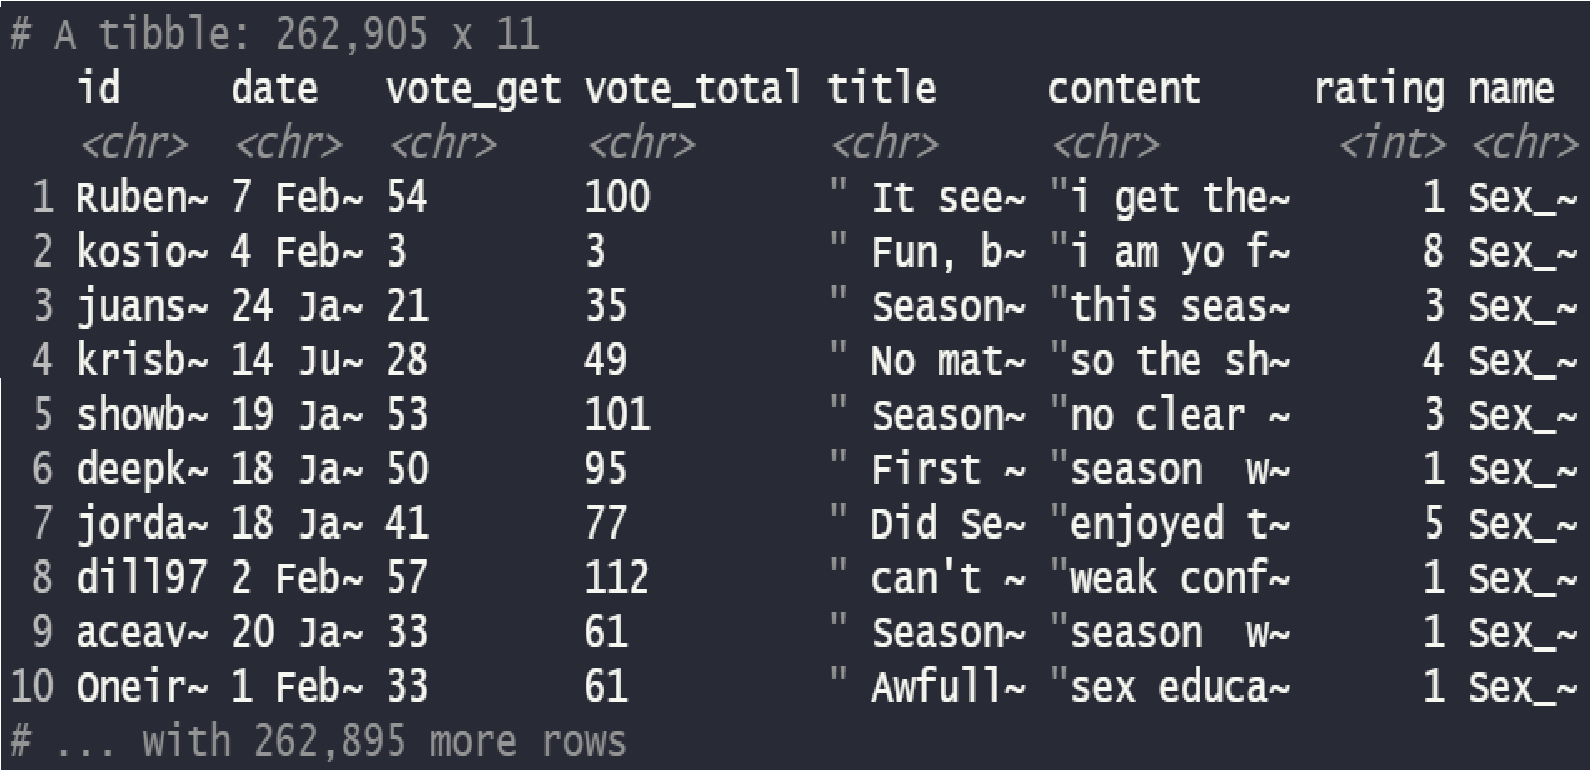 # A tibble: 262,905 x 11
id date vote_get vote_total title content rating name
<chr> <chr> <chr> <chr> <chr> <chr> <int> <chr>
1 Ruben~ 7 Feb~ 54 100 " It see~ "i get the~ 1 Sex_~
2 kosio~ 4 Feb~ 3 3 " Fun, b~ "i am yo f~ 8 Sex_~
3 juans~ 24 Ja~ 21 35 " Season~ "this seas~ 3 Sex_~
4 krisb~ 14 Ju~ 28 49 " No mat~ "so the sh~ 4 Sex_~
5 showb~ 19 Ja~ 53 101 " Season~ "no clear ~ 3 Sex_~
6 deepk~ 18 Ja~ 50 95 " First ~ "season  w~ 1 Sex_~
7 jorda~ 18 Ja~ 41 77 " Did Se~ "enjoyed t~ 5 Sex_~
8 dill97 2 Feb~ 57 112 " can't ~ "weak conf~ 1 Sex_~
9 aceav~ 20 Ja~ 33 61 " Season~ "season  w~ 1 Sex_~
10 Oneir~ 1 Feb~ 33 61 " Awfull~ "sex educa~ 1 Sex_~
# ... with 262,895 more rows